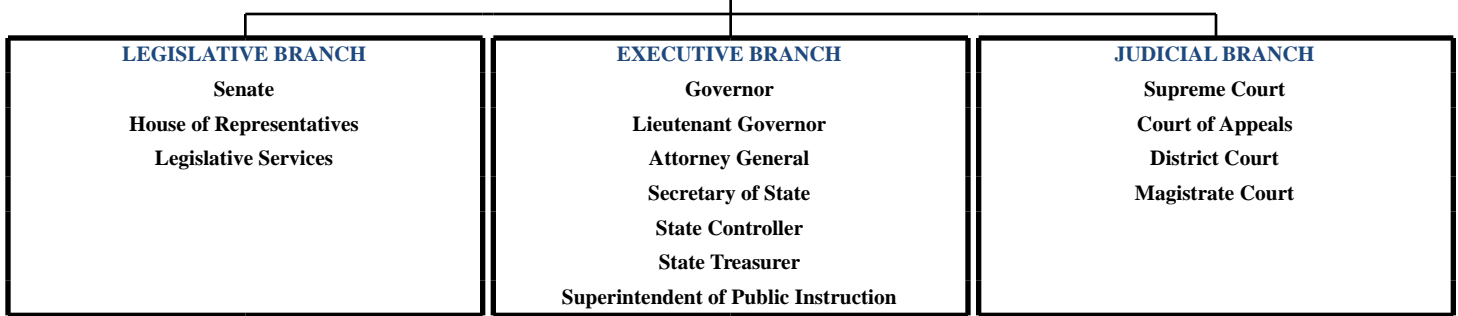 LEGISLATIVE BRANCH
Senate
House of Representatives
Legislative Services
EXECUTIVE BRANCH
Governor
Lieutenant Governor
Attorney General
Secretary of State
State Controller
State Treasurer
Superintendent of Public Instruction
JUDICIAL BRANCH
Supreme Court
Court of Appeals
District Court
Magistrate Court